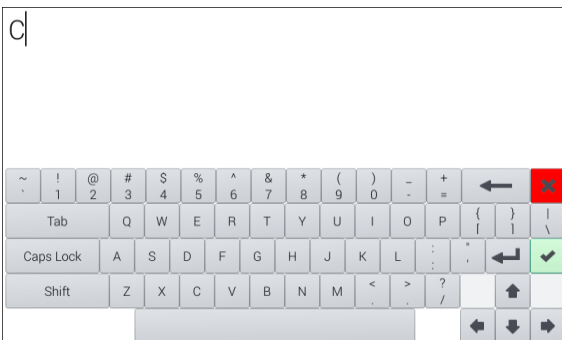 C
~ ! @ # $ % ^ & * ( ) _ +
` 1 2 3 4 5 6 7 8 9 0 - =
Tab Q W E R T Y U I O P { } |
[ ] \
Caps Lock A S D F G H J K L : "
; '
Shift Z X C V B N M < > ?
, . /